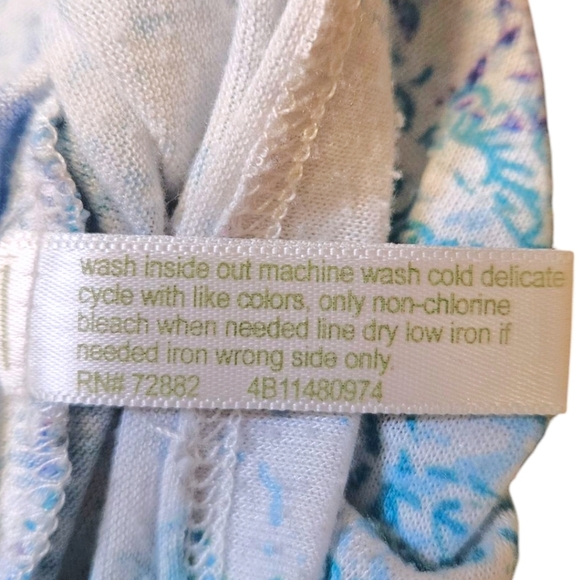 wash inside out machine wash cold delicate
cycle with like colors, only non-chlorine
bleach when needed line dry low iron if
needed iron wrong side only.
RN# 72882 4B11480974